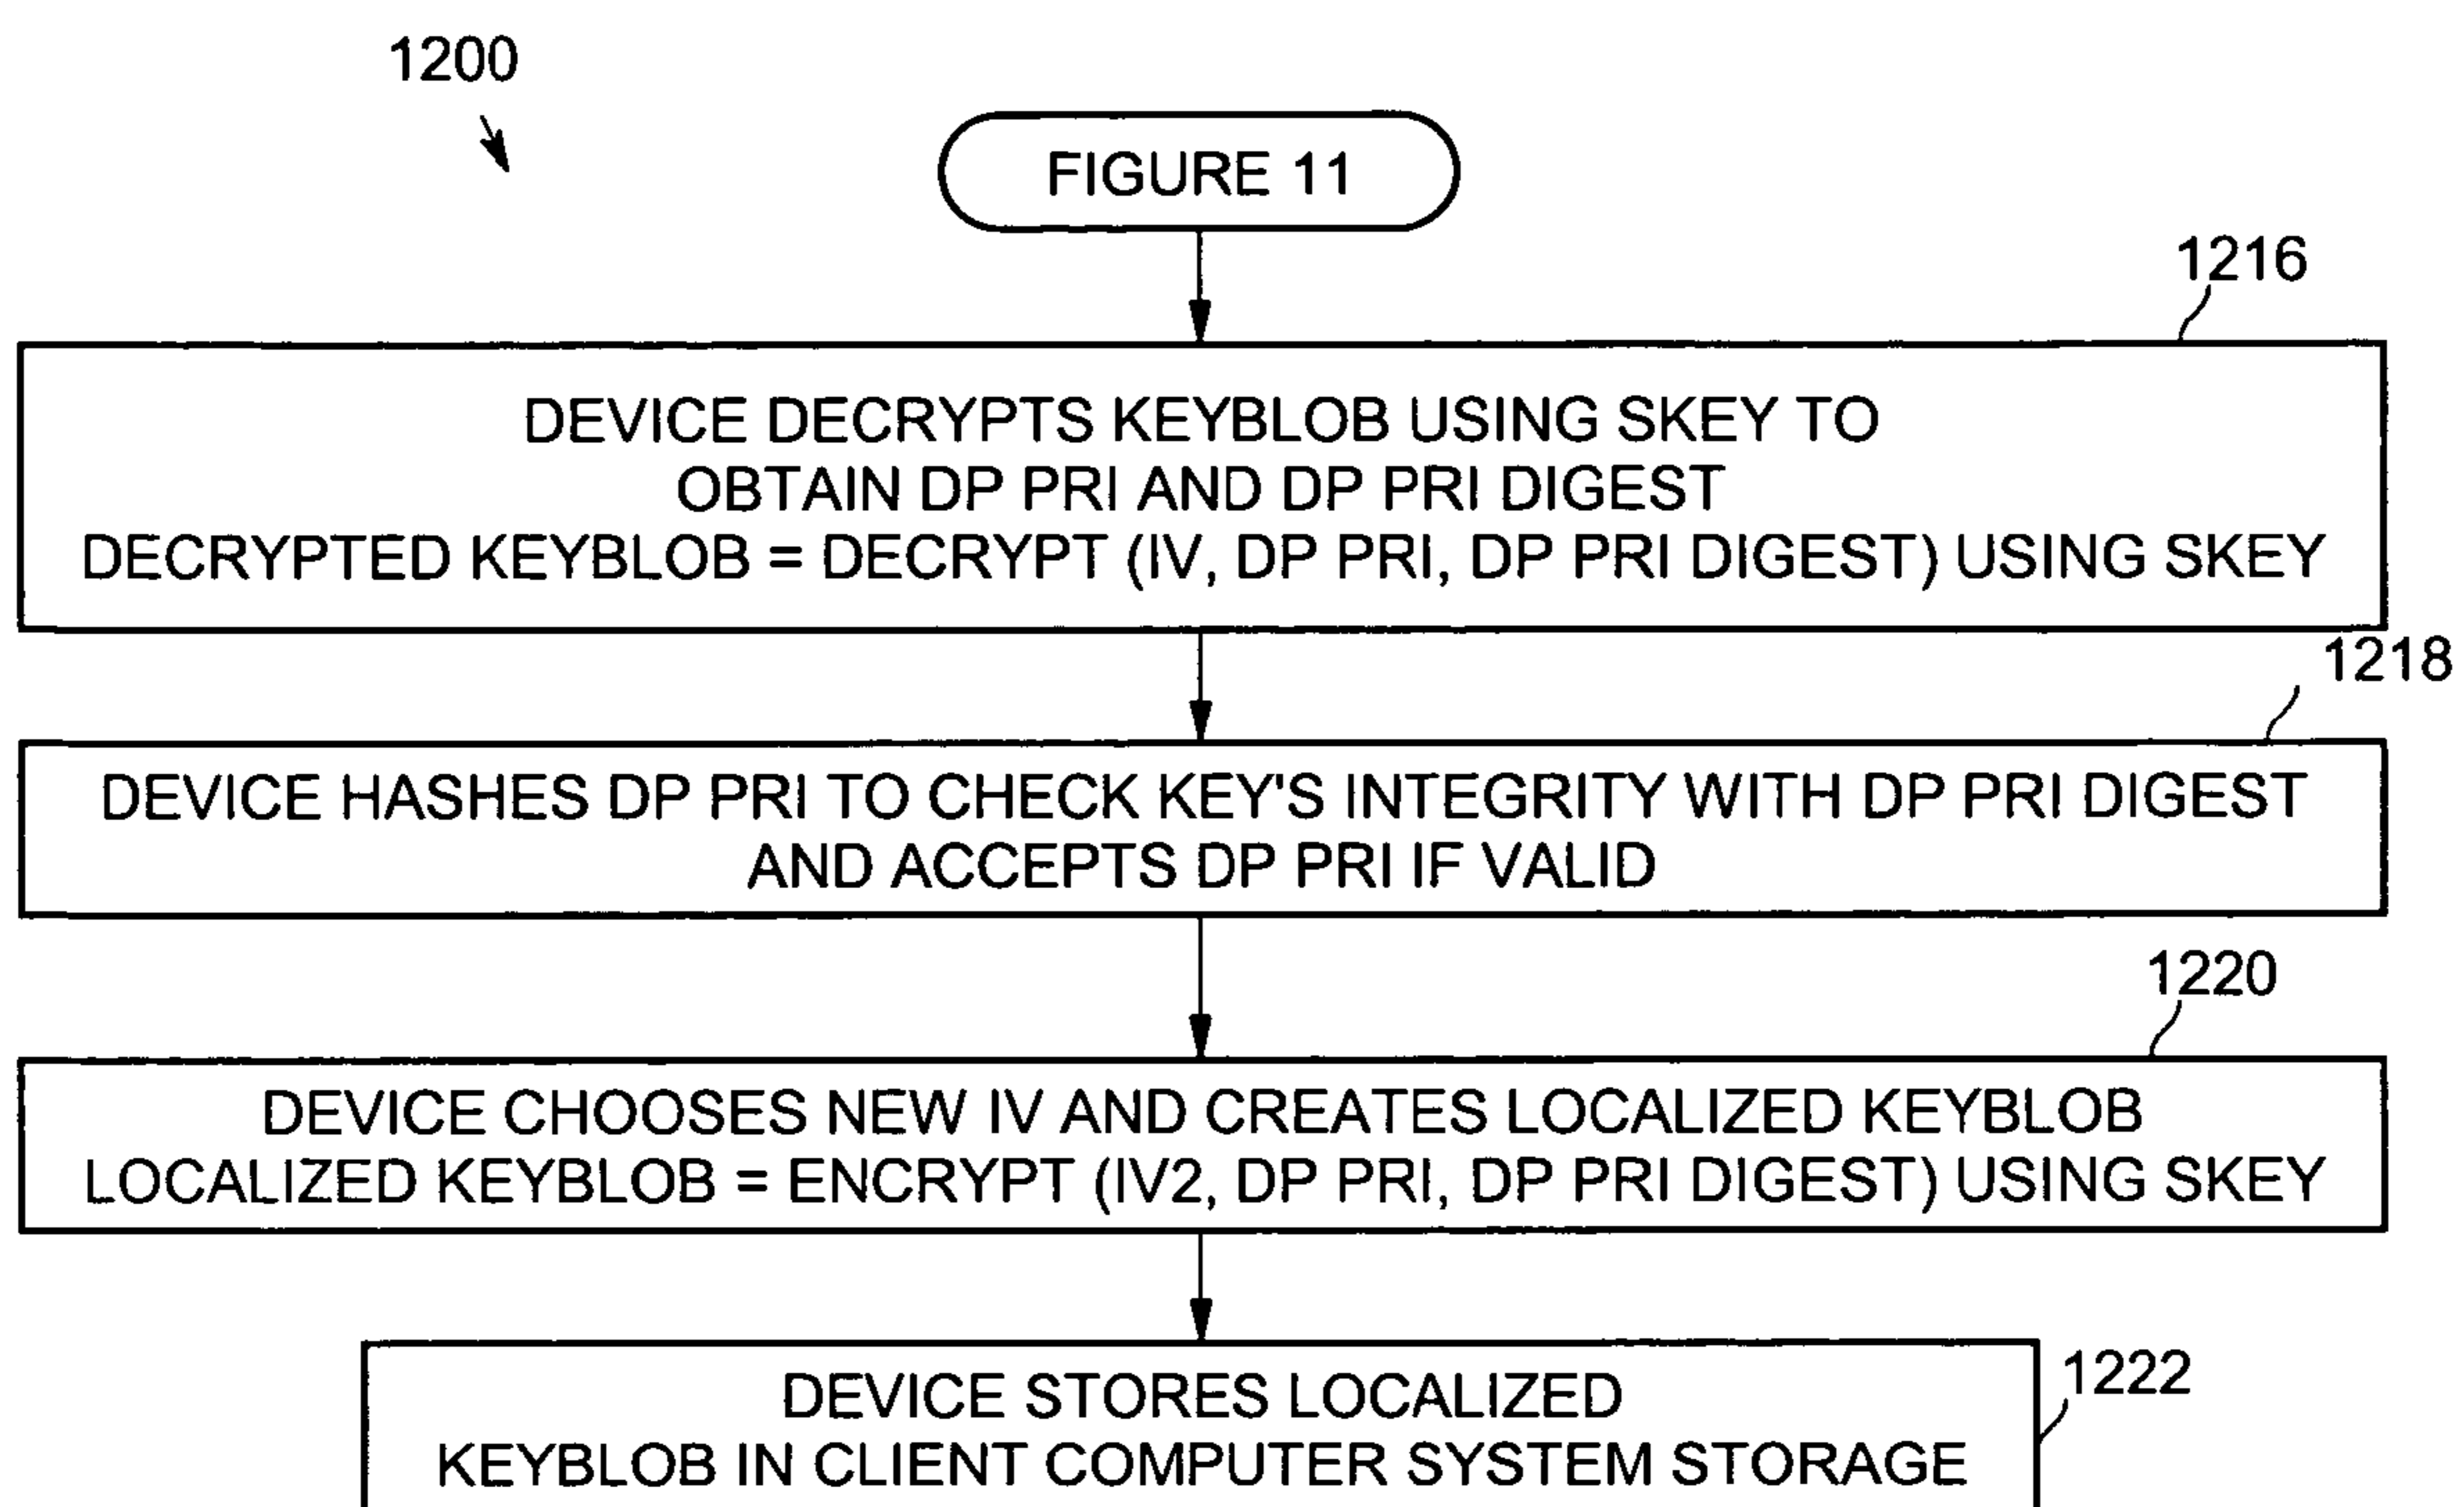 1200
FIGURE 11
1216
DEVICE DECRYPTS KEYBLOB USING SKEY TO
OBTAIN DP PRI AND DP PRI DIGEST
DECRYPTED KEYBLOB = DECRYPT (IV, DP PRI, DP PRI DIGEST) USING SKEY
1218
DEVICE HASHES DP PRI TO CHECK KEY'S INTEGRITY WITH DP PRI DIGEST
AND ACCEPTS DP PRI IF VALID
1220
DEVICE CHOOSES NEW IV AND CREATES LOCALIZED KEYBLOB
LOCALIZED KEYBLOB = ENCRYPT (IV2, DP PRI, DP PRI DIGEST) USING SKEY
1222
DEVICE STORES LOCALIZED
KEYBLOB IN CLIENT COMPUTER SYSTEM STORAGE